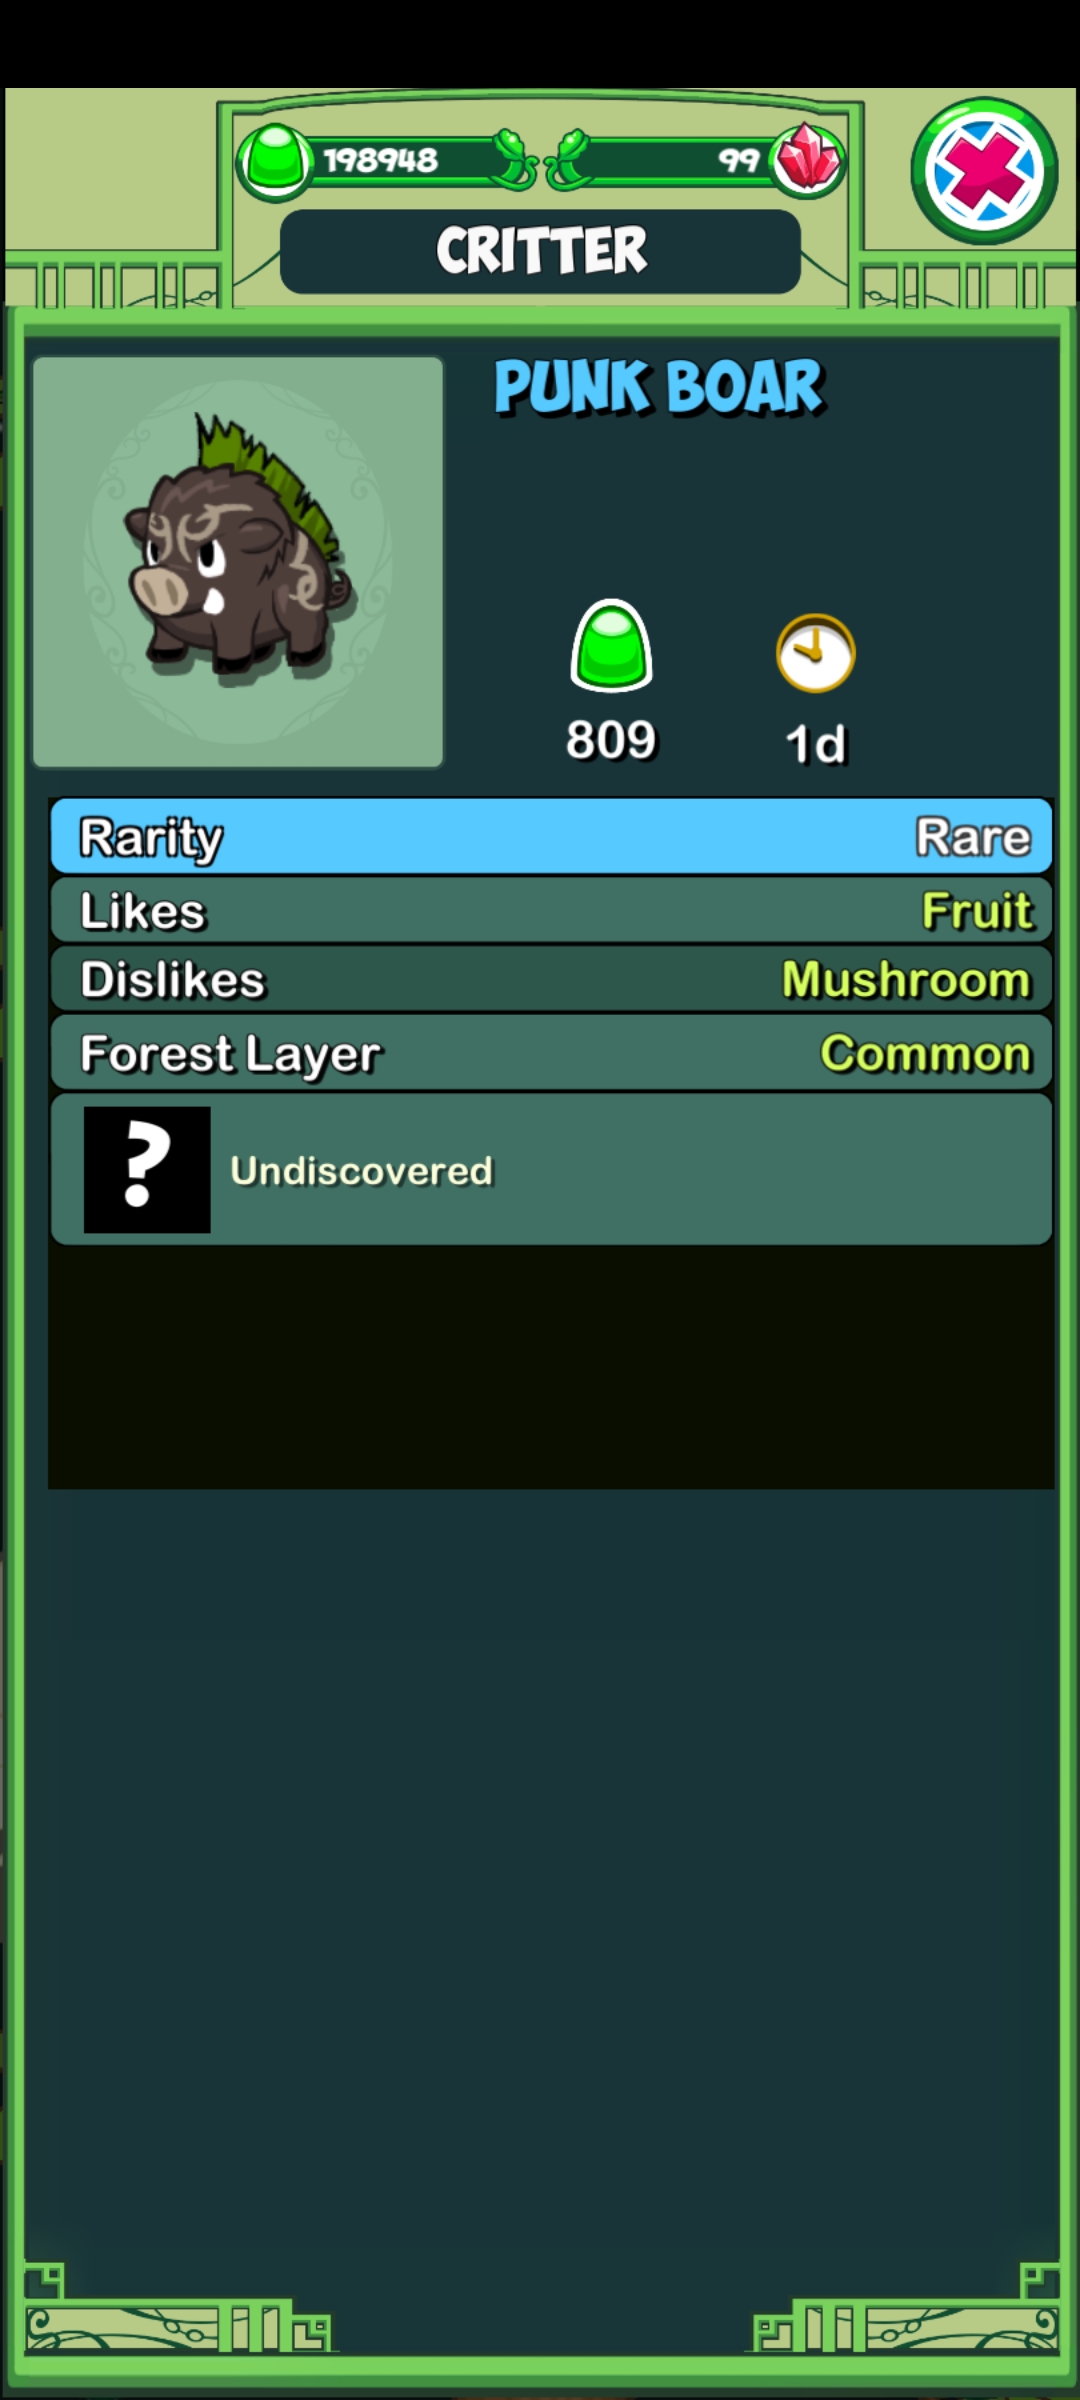 198948 99
CRITTER
PUNK BOAR
809 1d
Rarity Rare
Likes Fruit
Dislikes Mushroom
Forest Layer Common
? Undiscovered